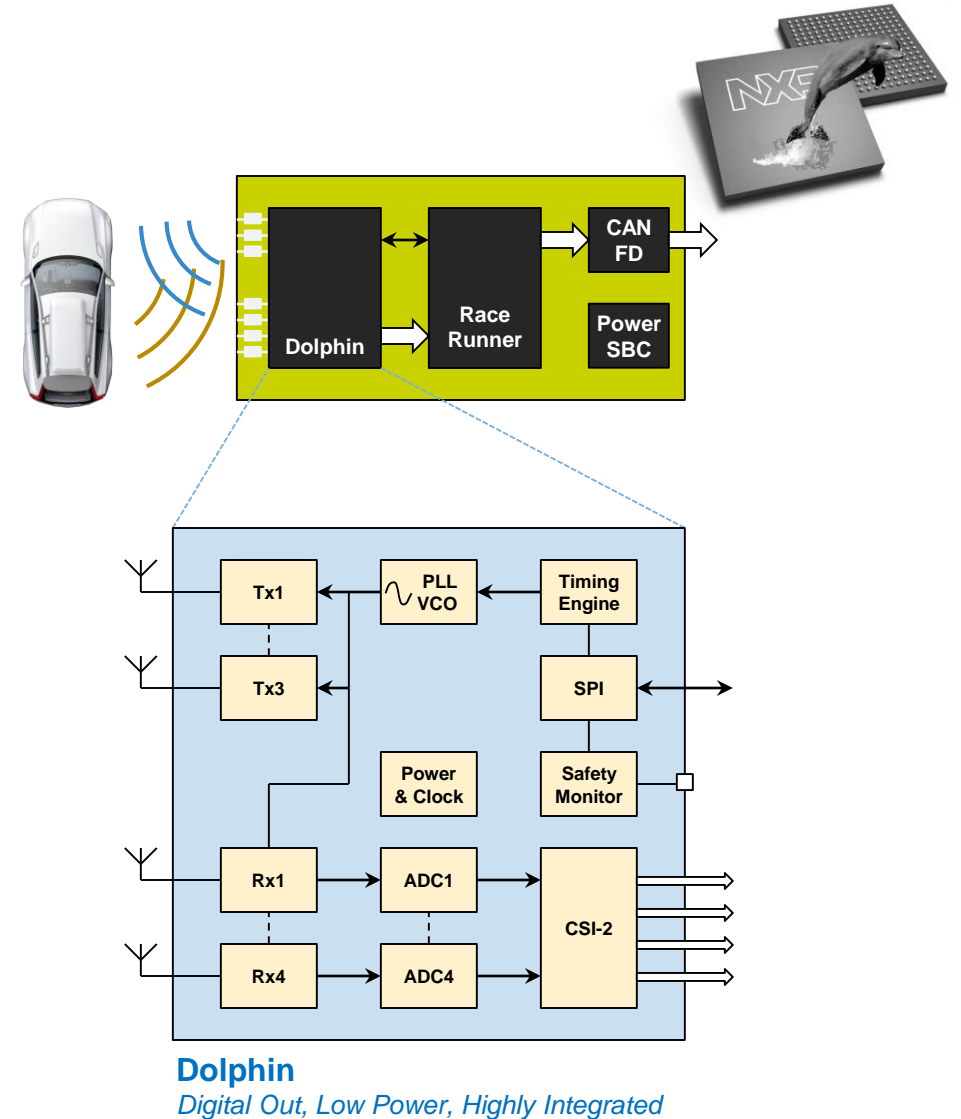 NXP
CAN
FD
Race
Runner
Power
SBC
Dolphin
Tx1
PLL
VCO
Timing
Engine
Tx3
SPI
Power
& Clock
Safety
Monitor
Rx1
ADC1
CSI-2
Rx4
ADC4
Dolphin
Digital Out, Low Power, Highly Integrated